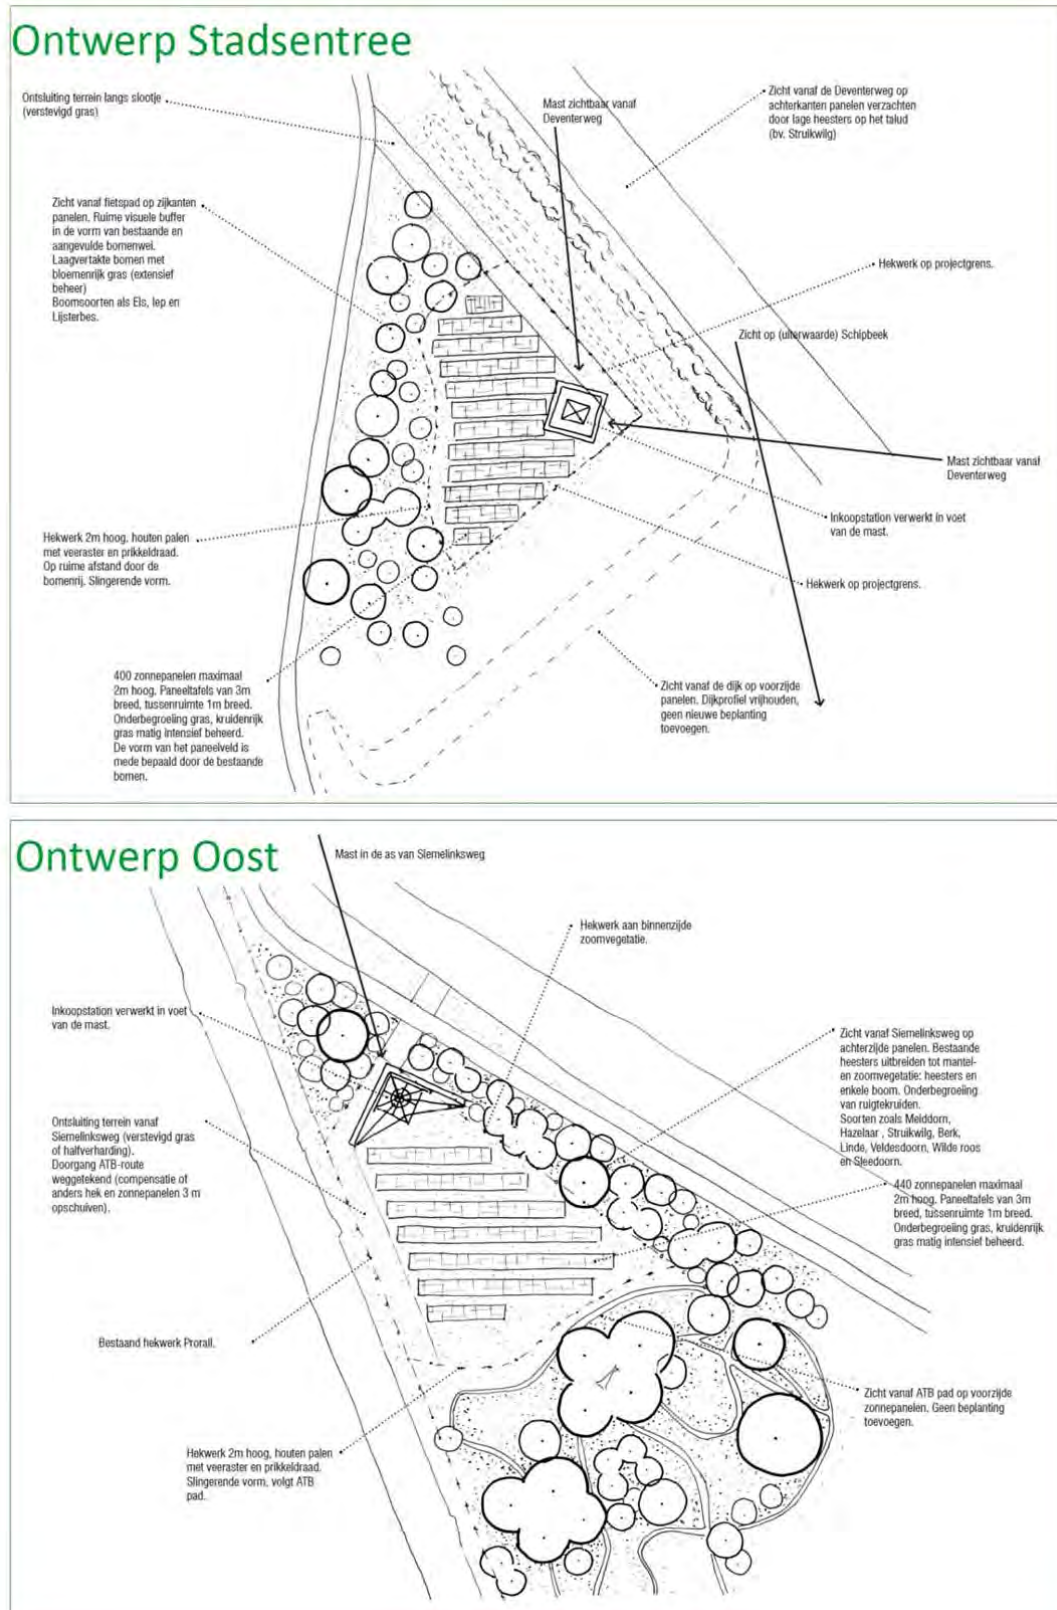 Ontwerp Stadsentree
Ontsluiting terrein langs slootje
(verstevigd gras)
Mast zichtbaar vanaf
Deventerweg
Zicht vanaf de Deventerweg op
achterkanten panelen verzachten
door lage heesters op het talud
(bv. Struikwilg)
Zicht vanaf fietspad op zijkanten
panelen. Ruime visuele buffer
in de vorm van bestaande en
aangevulde bomenwei.
Laagvertakte bomen met
bloemenrijk gras (extensief
beheer)
Boomsoorten als Els, Iep en
Lijsterbes.
Hekwerk op projectgrens.
Zicht op (uiterwaarde) Schipbeek
Mast zichtbaar vanaf
Deventerweg
Inkoopstation verwerkt in voet
van de mast.
Hekwerk 2m hoog, houten palen
met veeraster en prikkeldraad.
Op ruime afstand door de
bomenrij. Slingerende vorm.
Hekwerk op projectgrens.
400 zonnepanelen maximaal
2m hoog. Paneeltafels van 3m
breed, tussenruimte 1m breed.
Onderbegroeiing gras, kruidenrijk
gras matig intensief beheerd.
De vorm van het paneelveld is
mede bepaald door de bestaande
bomen.
Zicht vanaf de dijk op voorzijde
panelen. Dijkprofiel vrijhouden,
geen nieuwe beplanting
toevoegen.
Ontwerp Oost
Mast in de as van Siemelinksweg
Hekwerk aan binnenzijde
zoomvegetatie.
Inkoopstation verwerkt in voet
van de mast.
Zicht vanaf Siemelinksweg op
achterzijde panelen. Bestaande
heesters uitbreiden tot mantel-
en zoomvegetatie: heesters en
enkele boom. Onderbegroeiing
van ruigtekruiden.
Soorten zoals Meiddorn,
Hazelaar , Struikwilg, Berk,
Linde, Veldesdoorn, Wilde roos
en Sleedoorn.
Ontsluiting terrein vanaf
Siemelinksweg (verstevigd gras
of halfverharding).
Doorgang ATB-route
weggetekend (compensatie of
anders hek en zonnepanelen 3 m
opschuiven).
440 zonnepanelen maximaal
2m hoog. Paneeltafels van 3m
breed, tussenruimte 1m breed.
Onderbegroeiing gras, kruidenrijk
gras matig intensief beheerd.
Bestaand hekwerk Prorail.
Zicht vanaf ATB pad op voorzijde
zonnepanelen. Geen beplanting
toevoegen.
Hekwerk 2m hoog, houten palen
met veeraster en prikkeldraad.
Slingerende vorm, volgt ATB
pad.